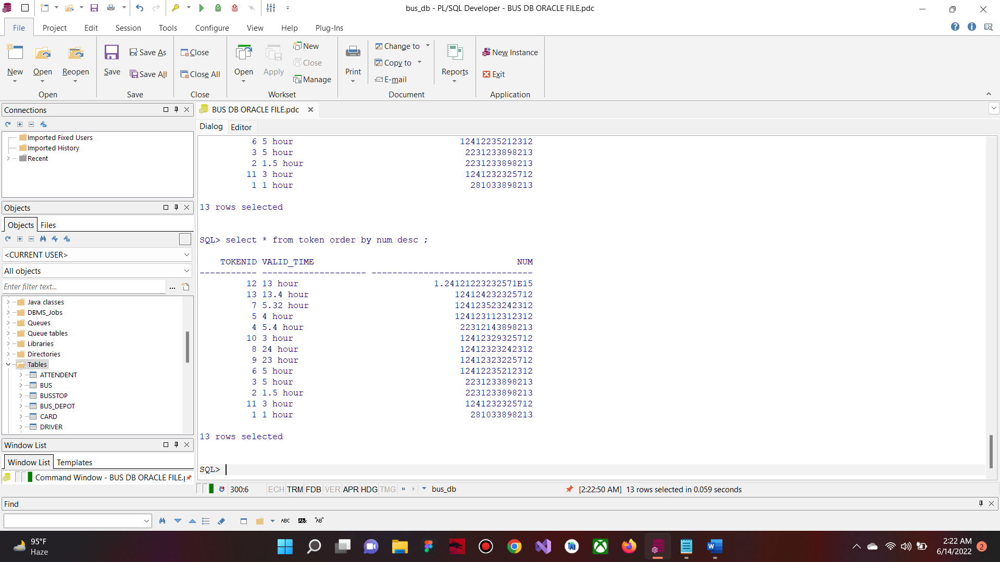 bus_db - PL/SQL Developer - BUS DB ORACLE FILE.pdc
File Project Edit Session Tools Configure View Help Plug-Ins
New Open Reopen
Open
Save Save As Save All
Save
Close Close All
Close
Open Apply New Close Manage
Workset
Print Change to Copy to E-mail Reports
Document
New Instance
Exit
Application
Connections
Imported Fixed Users
Imported History
Recent
Objects
Objects Files
<CURRENT USER>
All objects
Enter filter text... ...
Java classes
DBMS_Jobs
Queues
Queue tables
Libraries
Directories
Tables
ATTENDENT
BUS
BUSSTOP
BUS_DEPOT
CARD
DRIVER
Window List
Window List Templates
Command Window - BUS DB ORACLE FILE.p
BUS DB ORACLE FILE.pdc
Dialog Editor
6 5 hour 12412235212312
3 5 hour 2231233898213
2 1.5 hour 2231233898213
11 3 hour 1241232325712
1 1 hour 281033898213
13 rows selected
SQL> select * from token order by num desc ;
TOKENID VALID_TIME NUM
----------- -------------------- -------------------------------
12 13 hour 1.24121223232571E15
13 13.4 hour 124124232325712
7 5.32 hour 124123523242312
5 4 hour 124123112312312
4 5.4 hour 22312143898213
10 3 hour 12412329325712
8 24 hour 12412323242312
9 23 hour 12412323225712
6 5 hour 12412235212312
3 5 hour 2231233898213
2 1.5 hour 2231233898213
11 3 hour 1241232325712
1 1 hour 281033898213
13 rows selected
SQL>
300:6 ECH TRM FDB VER APR HDG TMG bus_db [2:22:50 AM] 13 rows selected in 0.059 seconds
Find
ABC "AB"
95°F
Haze
2:22 AM
6/14/2022
2